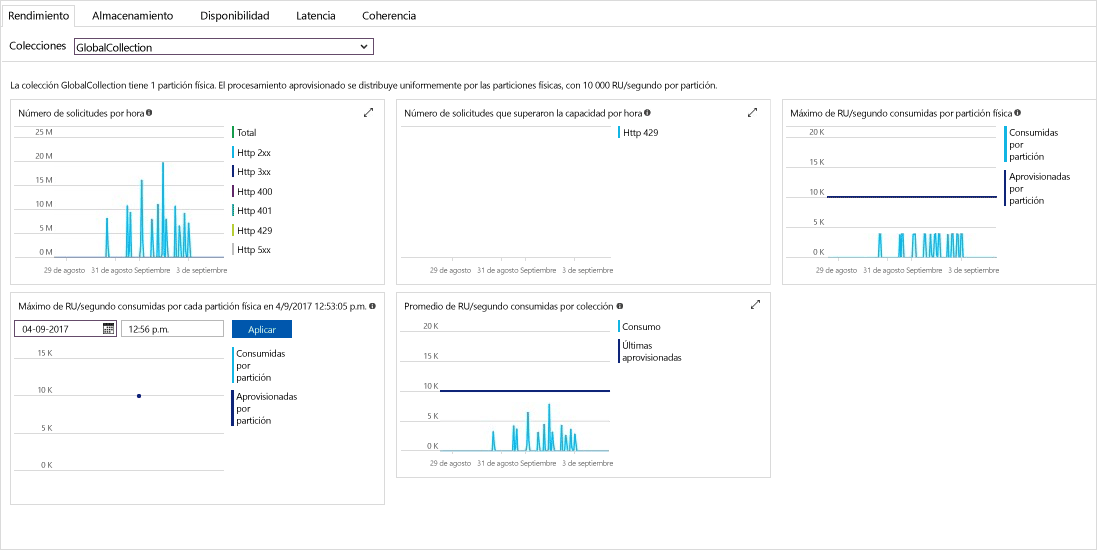 Rendimiento Almacenamiento Disponibilidad Latencia Coherencia
Colecciones GlobalCollection
La colección GlobalCollection tiene 1 partición física. El procesamiento aprovisionado se distribuye uniformemente por las particiones físicas, con 10 000 RU/segundo por partición.
Número de solicitudes por hora
25 M
20 M
15 M
10 M
5 M
0 M
29 de agosto 31 de agosto Septiembre 3 de septiembre
Total
Http 2xx
Http 3xx
Http 400
Http 401
Http 429
Http 5xx
Número de solicitudes que superaron la capacidad por hora
Http 429
29 de agosto 31 de agosto Septiembre 3 de septiembre
Máximo de RU/segundo consumidas por partición física
20 K
15 K
10 K
5 K
0 K
29 de agosto 31 de agosto Septiembre 3 de septiembre
Consumidas
por
partición
Aprovisionadas
por
partición
Máximo de RU/segundo consumidas por cada partición física en 4/9/2017 12:53:05 p.m.
04-09-2017 12:56 p.m. Aplicar
15 K
10 K
5 K
0 K
Consumidas
por
partición
Aprovisionadas
por
partición
Promedio de RU/segundo consumidas por colección
20 K
15 K
10 K
5 K
0 K
29 de agosto 31 de agosto Septiembre 3 de septiembre
Consumo
Últimas
aprovisionadas